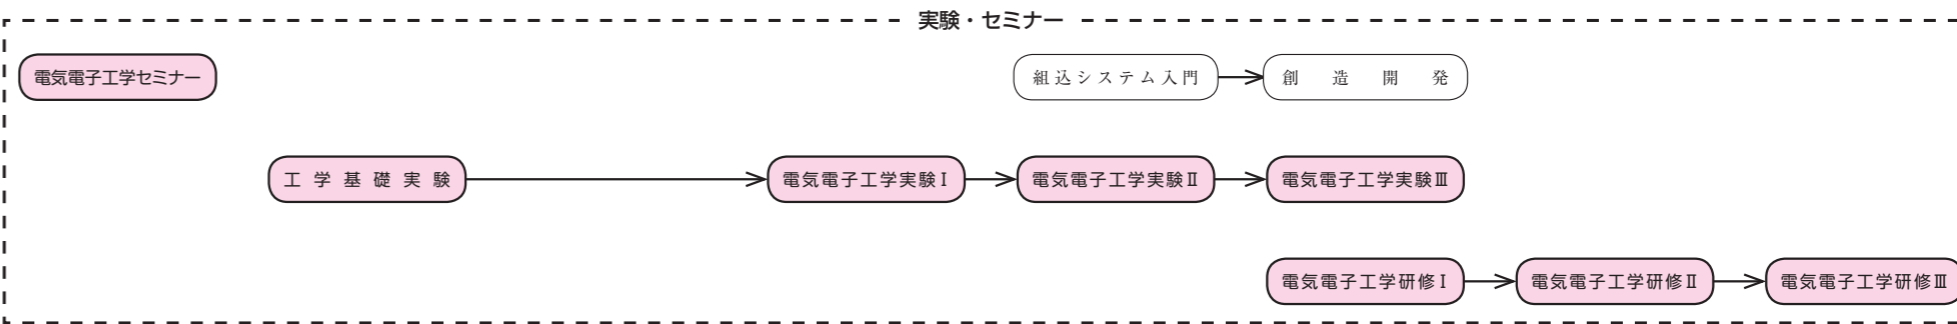 実験・セミナー
電気電子工学セミナー
組込システム入門
創造開発
工学基礎実験
電気電子工学実験Ⅰ
電気電子工学実験Ⅱ
電気電子工学実験Ⅲ
電気電子工学研修Ⅰ
電気電子工学研修Ⅱ
電気電子工学研修Ⅲ